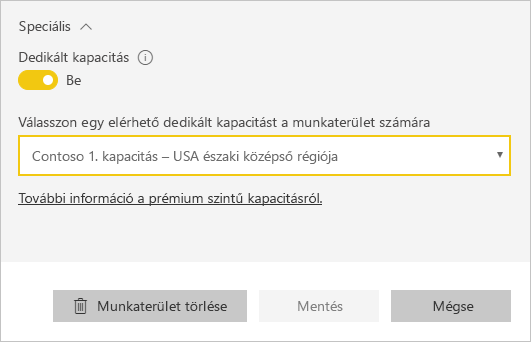 Speciális
Dedikált kapacitás
Be
Válasszon egy elérhető dedikált kapacitást a munkaterület számára
Contoso 1. kapacitás – USA északi középső régiója
További információ a prémium szintű kapacitásról.
Munkaterület törlése Mentés Mégse